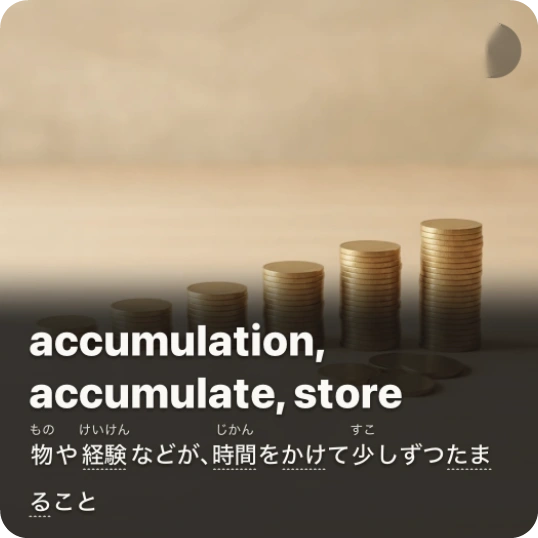 accumulation,
accumulate, store
もの けいけん じかん すこ
物や経験などが、時間をかけて少しずつたま
ること